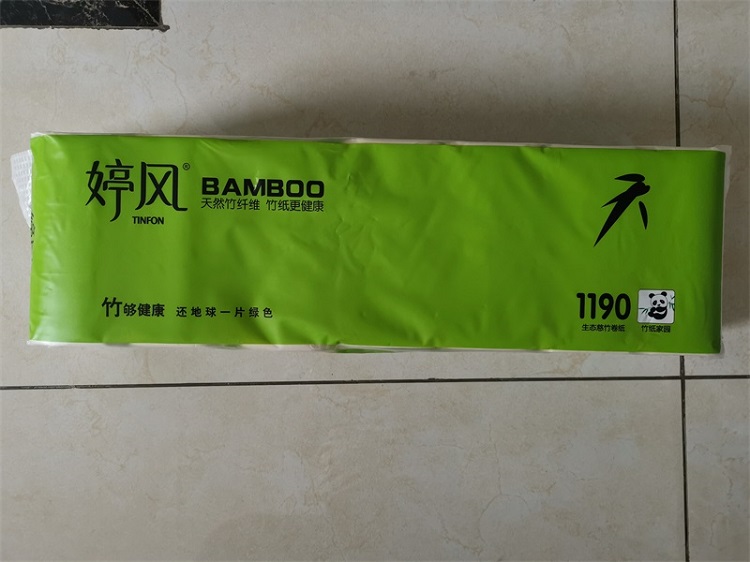 婷风®
TINFON
BAMBOO
天然竹纤维 竹纸更健康
竹够健康 还地球一片绿色
1190
生态慈竹卷纸
竹纸家园